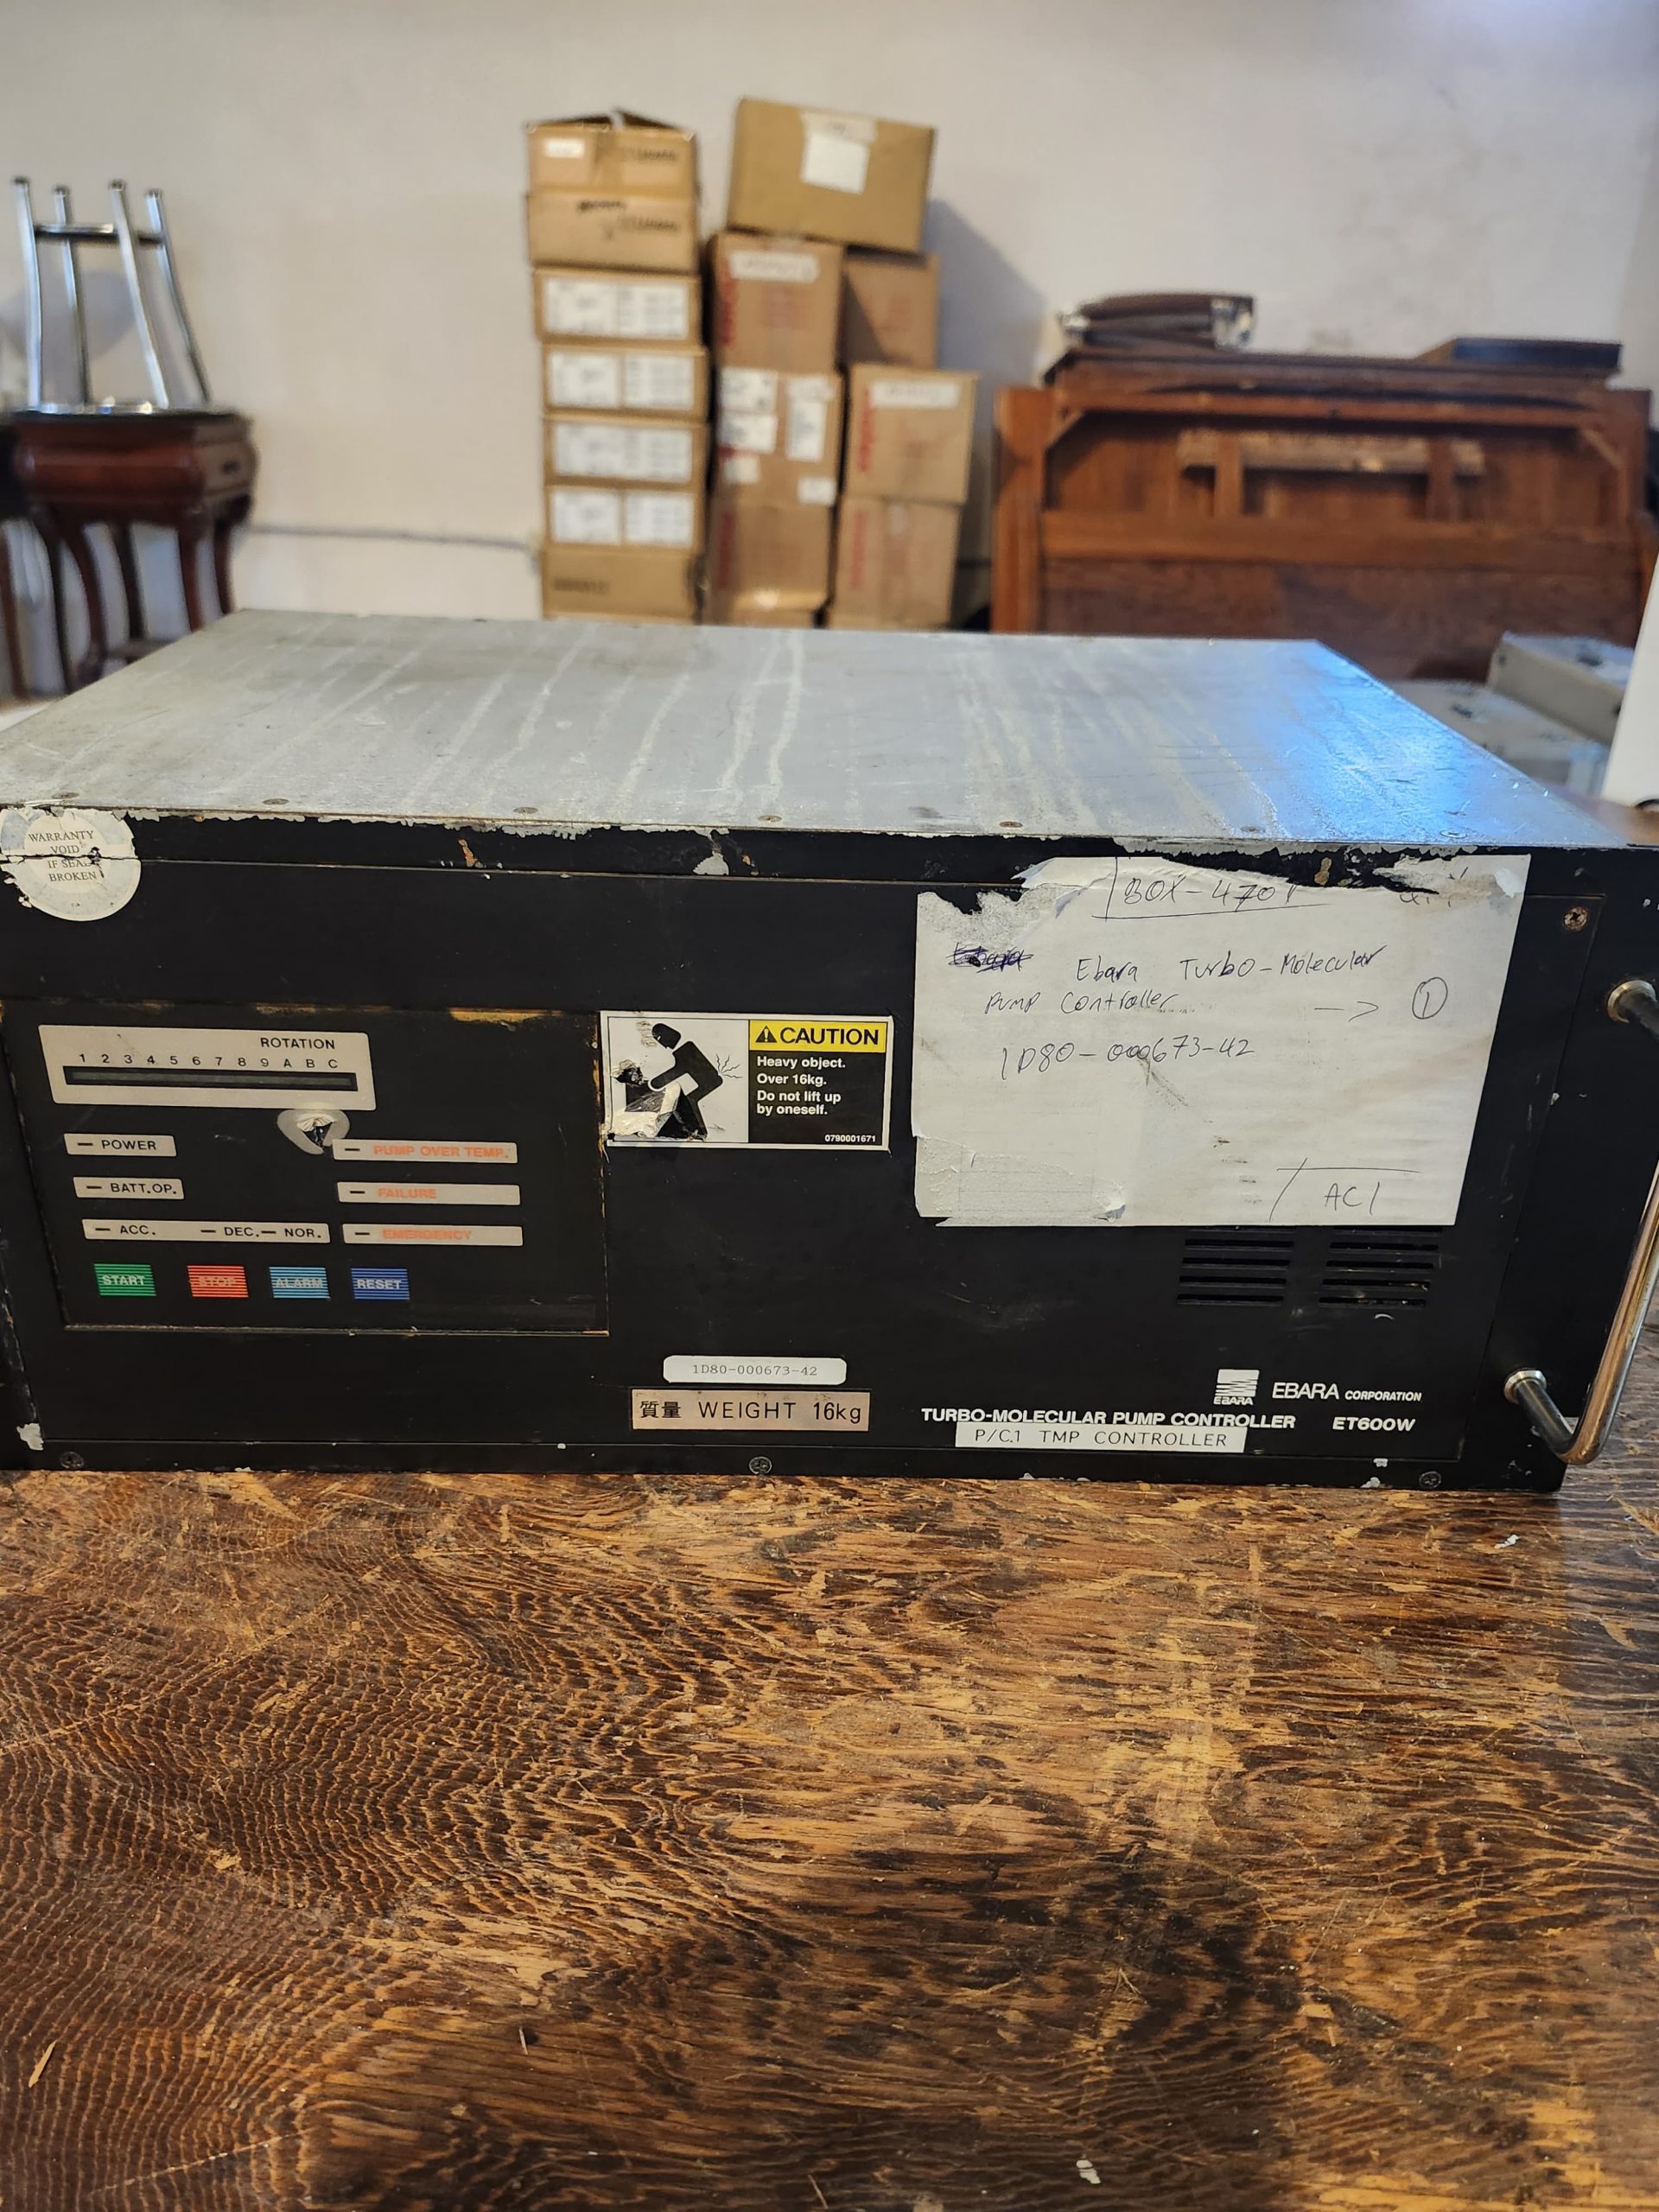 WARRANTY
VOID
IF SEAL
BROKEN
BOX-4701
Ebara Turbo-Molecular
Pump Controller → 1
1D80-000673-42
AC1
ROTATION
1 2 3 4 5 6 7 8 9 A B C
POWER
PUMP OVER TEMP.
BATT.OP.
FAILURE
ACC. DEC. NOR.
EMERGENCY
START STOP ALARM RESET
CAUTION
Heavy object.
Over 16kg.
Do not lift up
by oneself.
0790001671
1D80-000673-42
質量 WEIGHT 16kg
EBARA
EBARA CORPORATION
TURBO-MOLECULAR PUMP CONTROLLER ET600W
P/C.1 TMP CONTROLLER